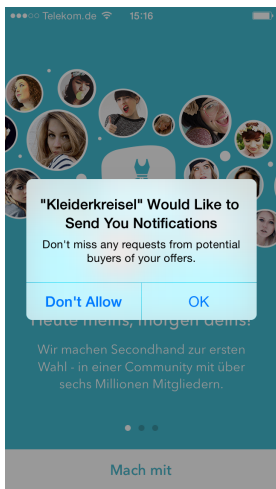 Telekom.de 15:16
"Kleiderkreisel" Would Like to
Send You Notifications
Don't miss any requests from potential
buyers of your offers.
Don't Allow OK
Heute meins, morgen deins!
Wir machen Secondhand zur ersten
Wahl - in einer Community mit über
sechs Millionen Mitgliedern.
Mach mit